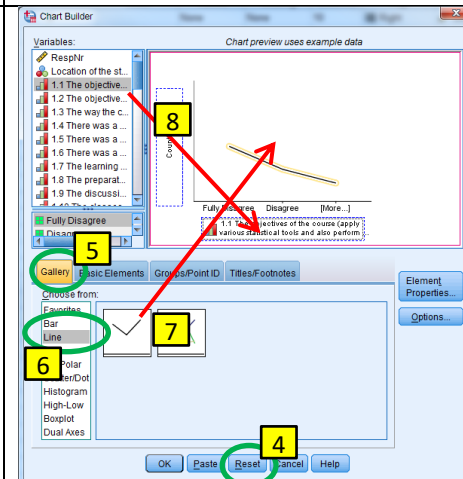 Chart Builder
Variables:
Chart preview uses example data
RespNr
Location of the st...
1.1 The objective...
1.2 The objective...
1.3 The way the c...
1.4 There was a ...
1.5 There was a ...
1.6 There was a ...
1.7 The learning ...
1.8 The preparat...
1.9 The discussi...
8
Fully Disagree
Disagree
[More...]
1.1 The objectives of the course (apply
various statistical tools and also perform ...
Fully Disagree
5
Gallery
Basic Elements
Groups/Point ID
Titles/Footnotes
Choose from:
Favorites
Bar
Line
6
Polar
Histogram
High-Low
Boxplot
Dual Axes
7
Element
Properties...
Options...
4
OK
Paste
Reset
Cancel
Help